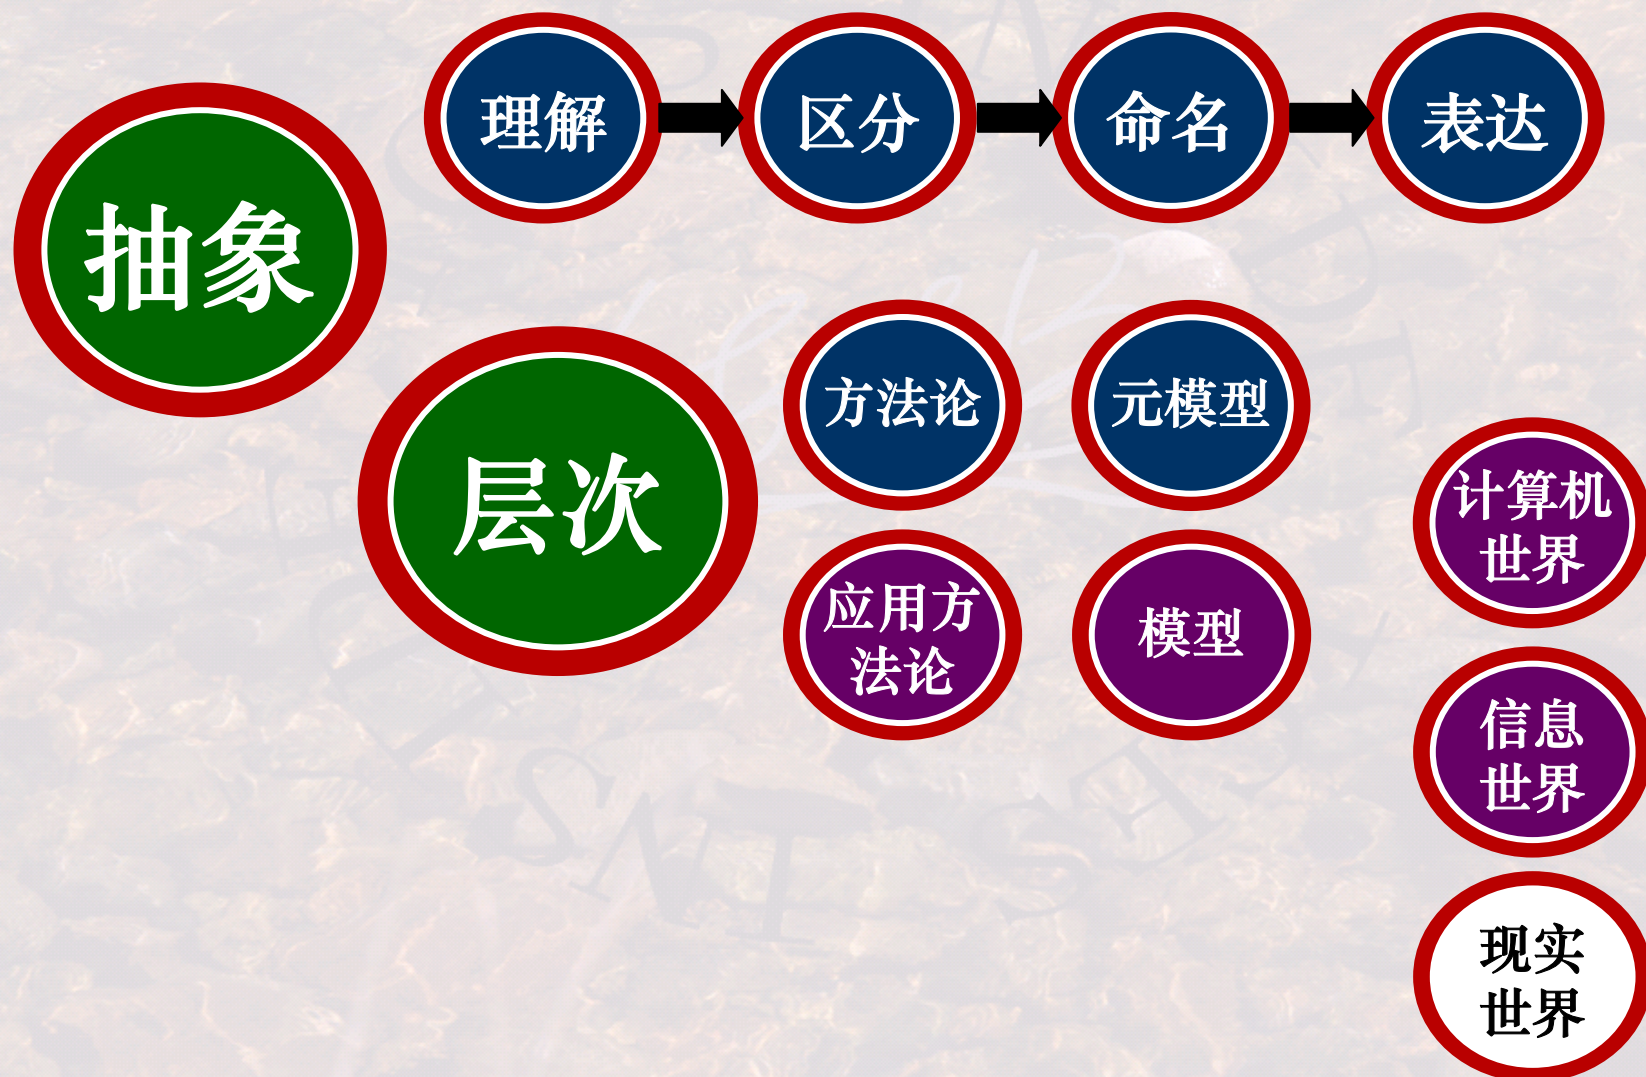 理解
区分
命名
表达
抽象
层次
方法论
元模型
应用方
法论
模型
计算机
世界
信息
世界
现实
世界